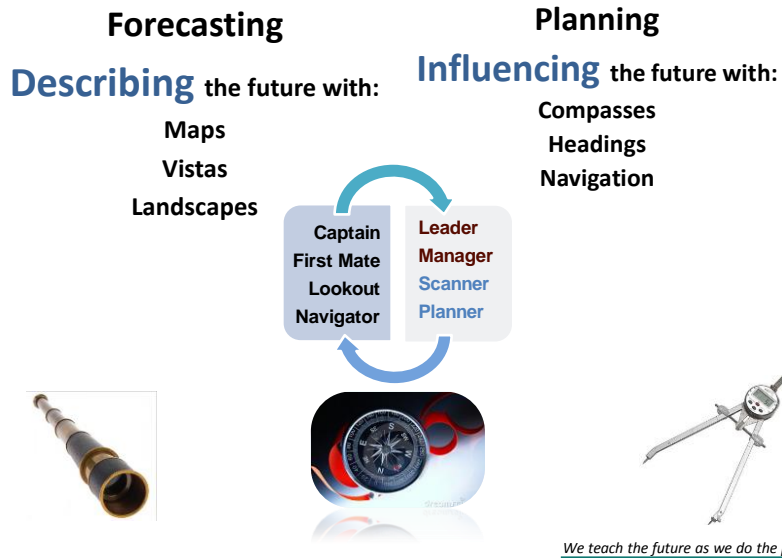 Forecasting
Describing the future with:
Maps
Vistas
Landscapes
Planning
Influencing the future with:
Compasses
Headings
Navigation
Captain
First Mate
Lookout
Navigator
Leader
Manager
Scanner
Planner
We teach the future as we do the